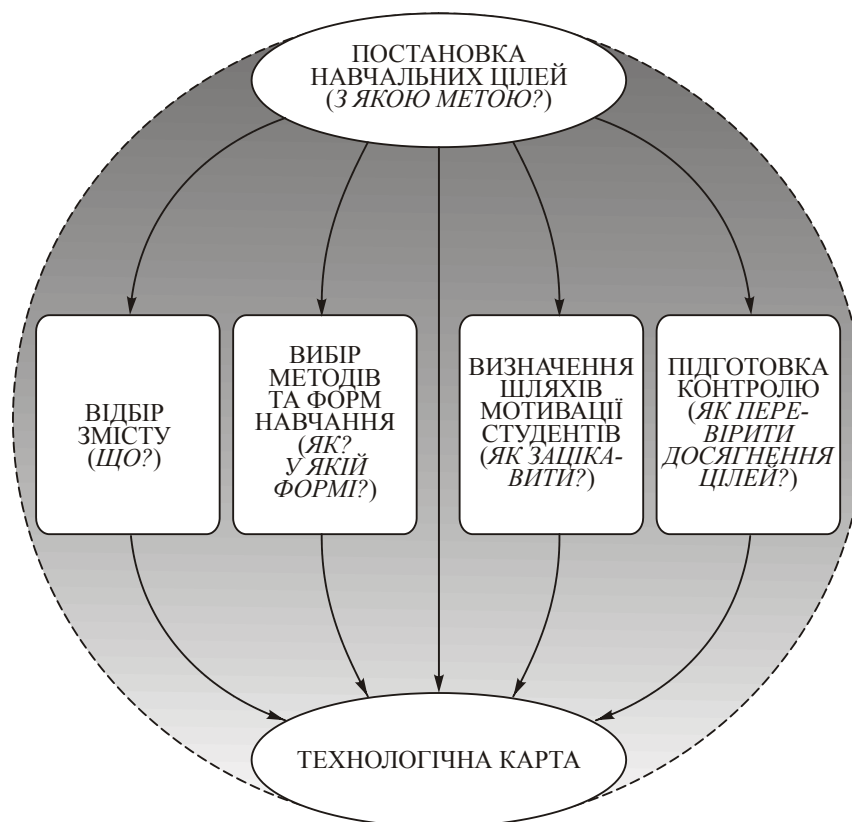 ПОСТАНОВКА
НАВЧАЛЬНИХ ЦІЛЕЙ
(З ЯКОЮ МЕТОЮ?)
ВІДБІР
ЗМІСТУ
(ЩО?)
ВИБІР
МЕТОДІВ
ТА ФОРМ
НАВЧАННЯ
(ЯК?
У ЯКІЙ
ФОРМІ?)
ВИЗНАЧЕННЯ
ШЛЯХІВ
МОТИВАЦІЇ
СТУДЕНТІВ
(ЯК ЗАЦІКА-
ВИТИ?)
ПІДГОТОВКА
КОНТРОЛЮ
(ЯК ПЕРЕ-
ВІРИТИ
ДОСЯГНЕННЯ
ЦІЛЕЙ?)
ТЕХНОЛОГІЧНА КАРТА